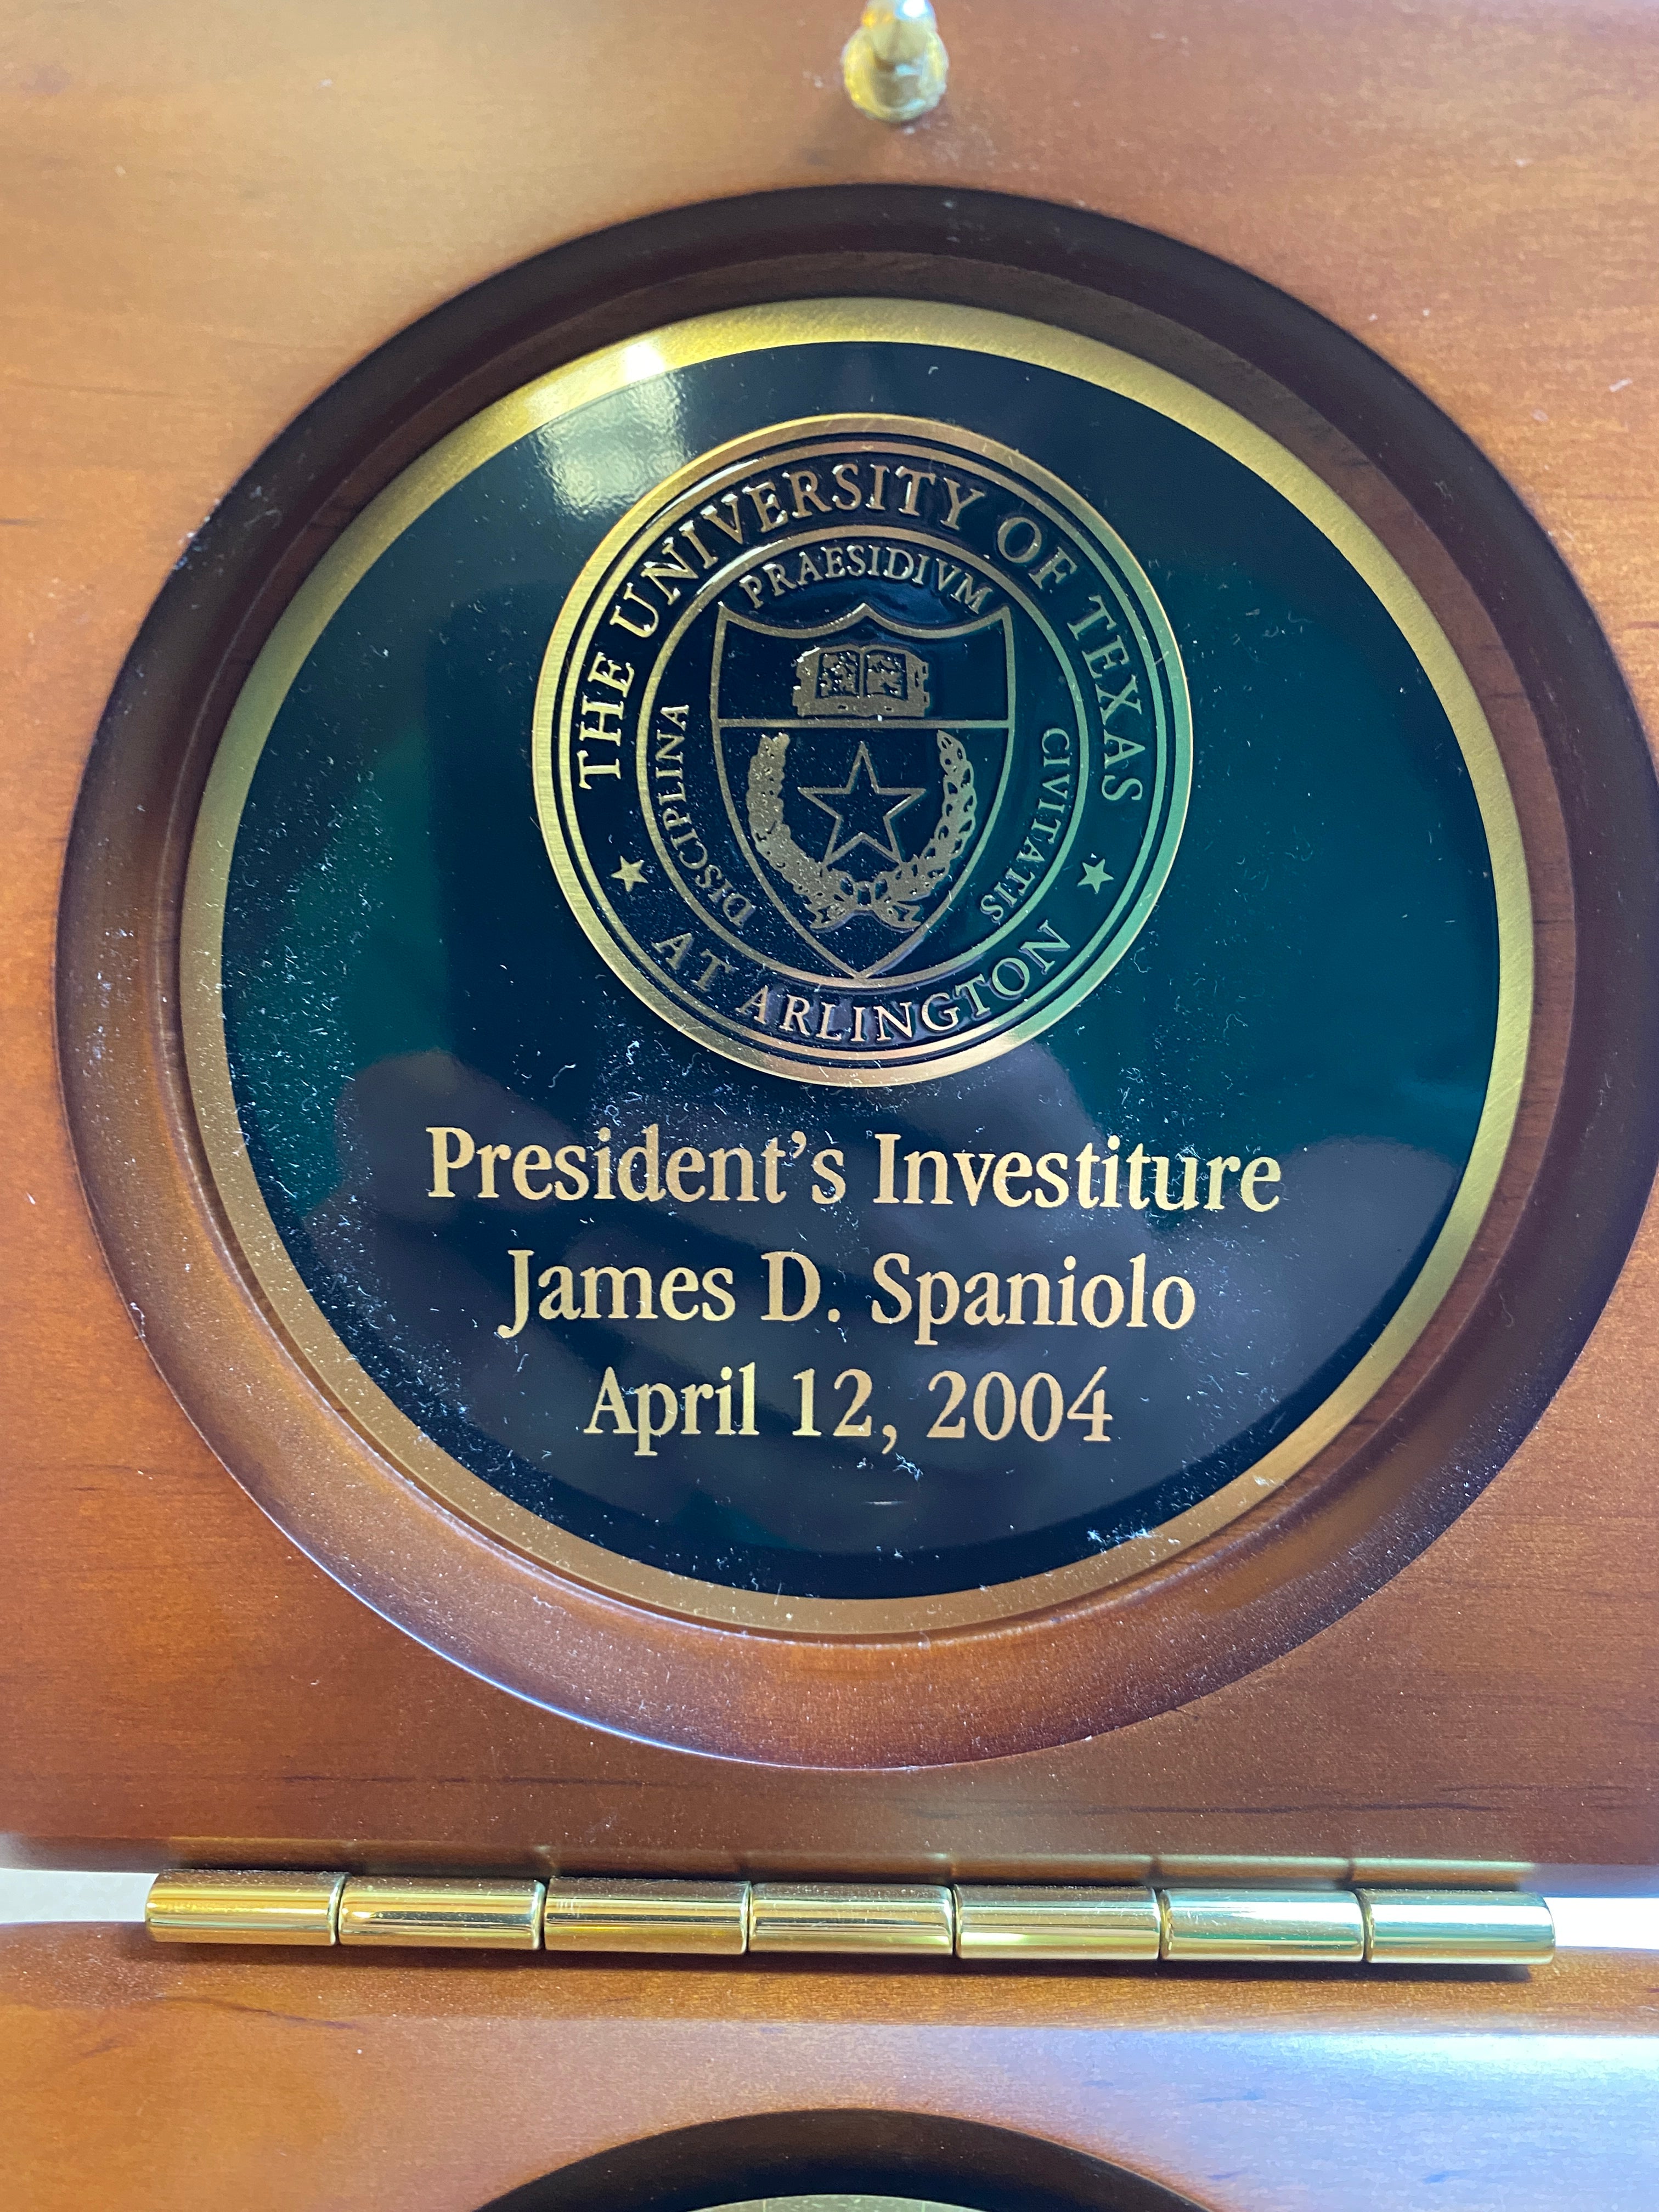 THE UNIVERSITY OF TEXAS
AT ARLINGTON
PRAESIDIVM
DISCIPLINA
CIVITATIS
President's Investiture
James D. Spaniolo
April 12, 2004